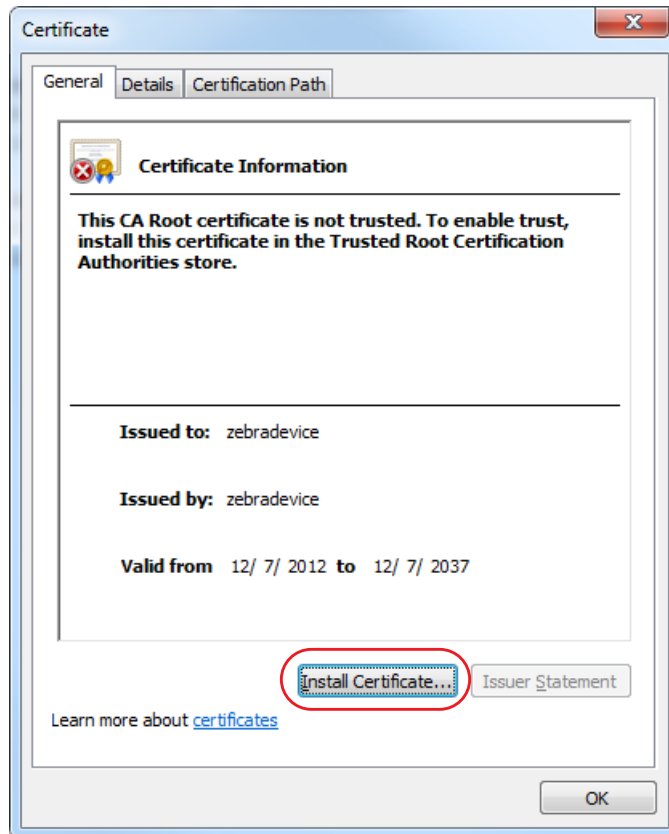 Certificate
General Details Certification Path
Certificate Information
This CA Root certificate is not trusted. To enable trust,
install this certificate in the Trusted Root Certification
Authorities store.
Issued to: zebradevice
Issued by: zebradevice
Valid from 12/ 7/ 2012 to 12/ 7/ 2037
Install Certificate... Issuer Statement
Learn more about certificates
OK